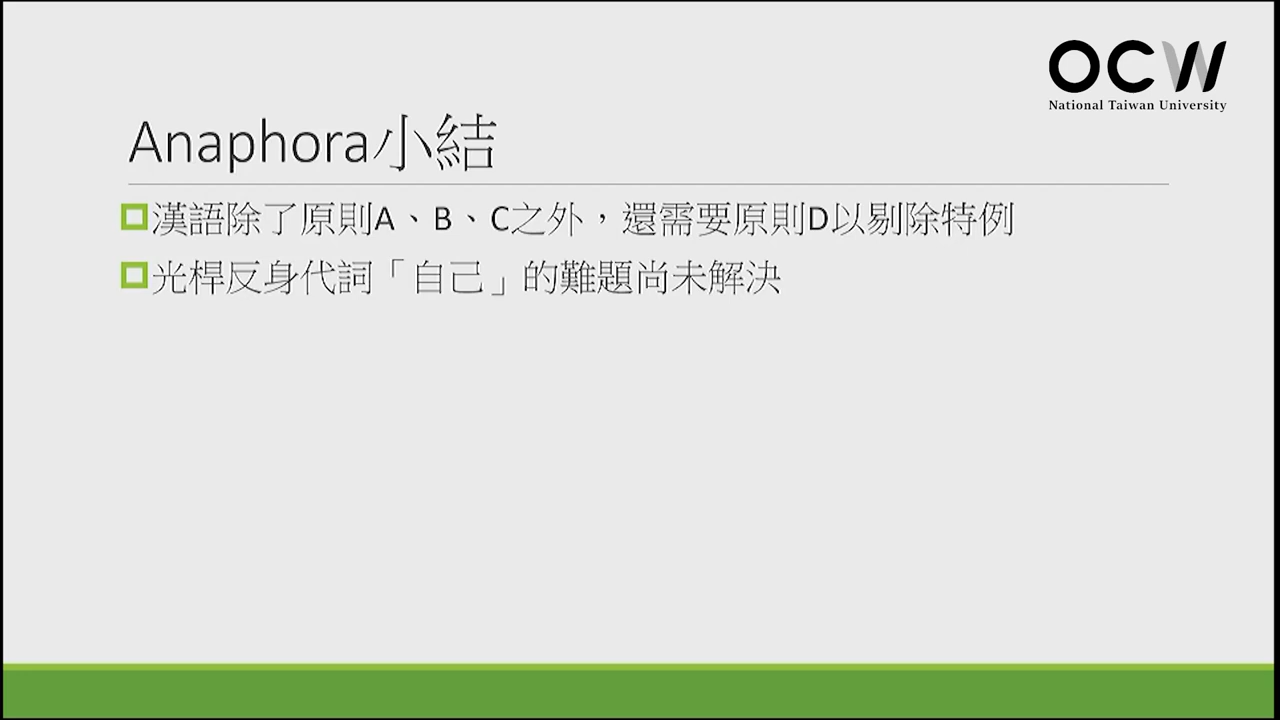 OCW
National Taiwan University
Anaphora小結
漢語除了原則A、B、C之外，還需要原則D以剔除特例
光桿反身代詞「自己」的難題尚未解決